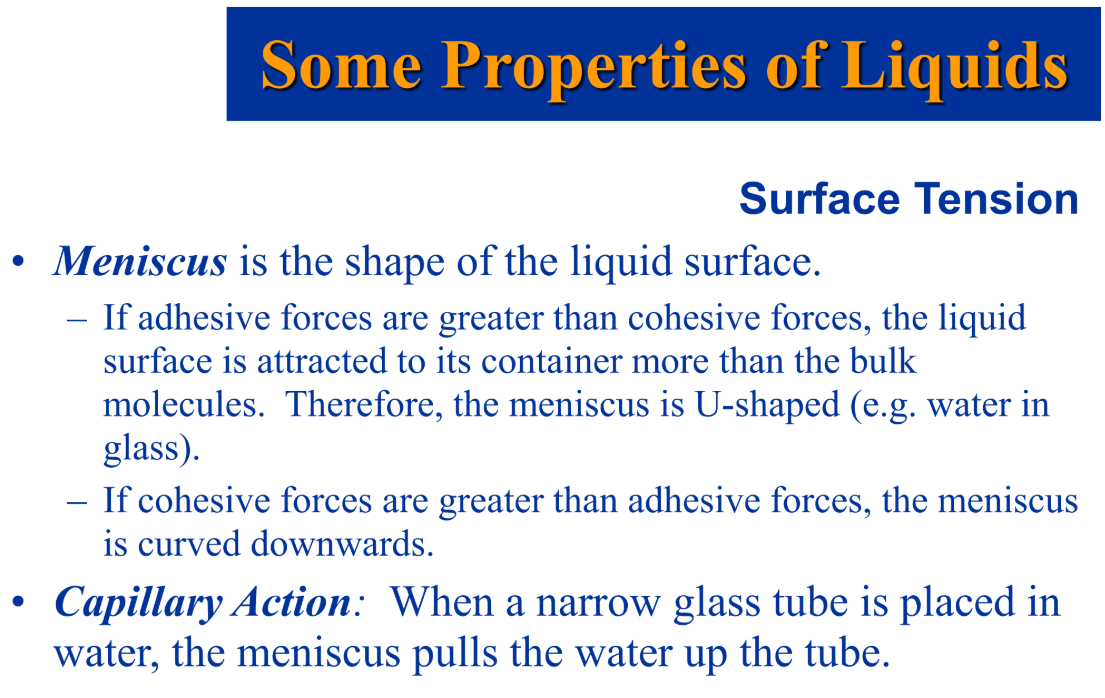 Some Properties of Liquids
Surface Tension
• Meniscus is the shape of the liquid surface.
– If adhesive forces are greater than cohesive forces, the liquid
surface is attracted to its container more than the bulk
molecules.  Therefore, the meniscus is U-shaped (e.g. water in
glass).
– If cohesive forces are greater than adhesive forces, the meniscus
is curved downwards.
• Capillary Action:  When a narrow glass tube is placed in
water, the meniscus pulls the water up the tube.